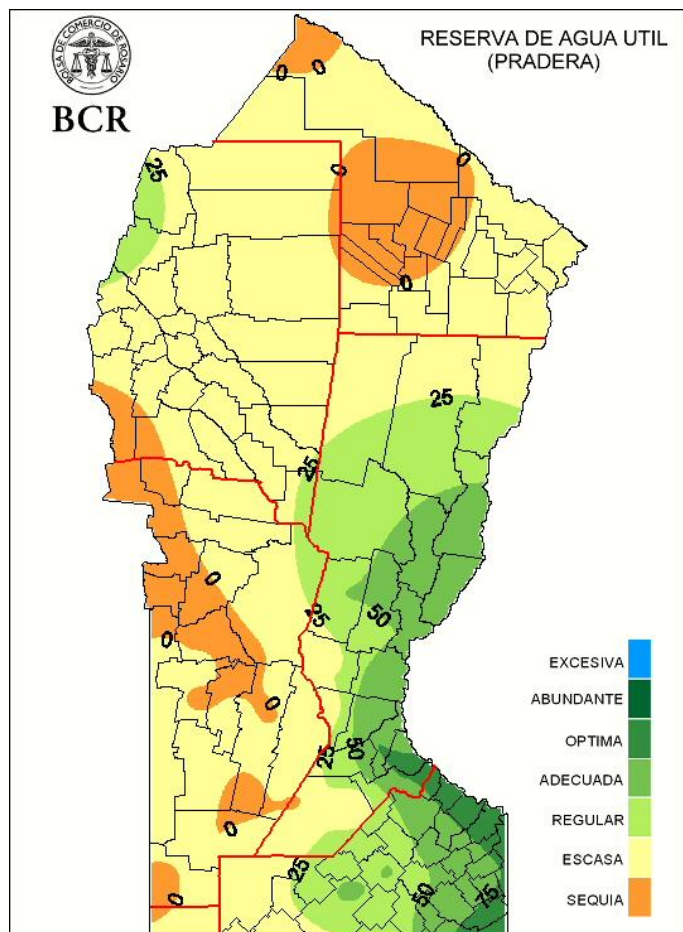 BOLSA DE COMERCIO DE ROSARIO
BCR
RESERVA DE AGUA UTIL
(PRADERA)
0
0
25
0
0
0
25
25
0
25
50
0
0
25
50
0
25
50
75
0
EXCESIVA
ABUNDANTE
OPTIMA
ADECUADA
REGULAR
ESCASA
SEQUIA